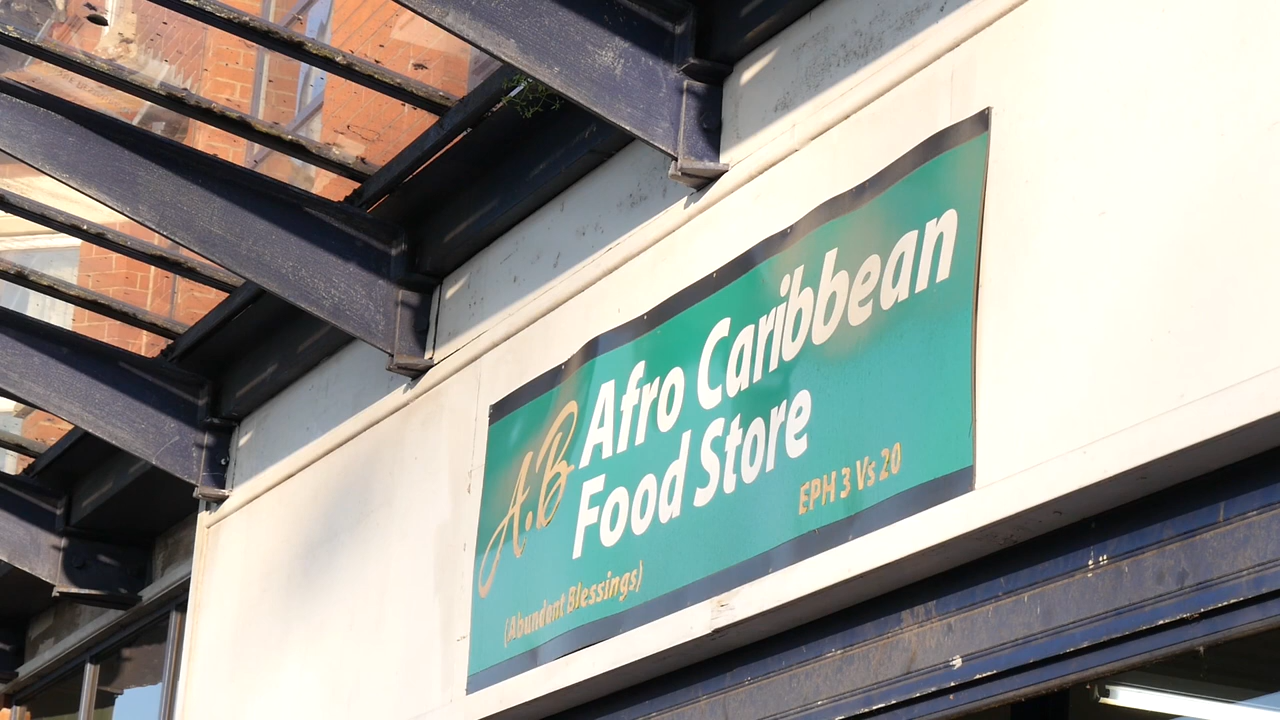 A.B Afro Caribbean
Food Store
EPH 3 Vs 20
(Abundant Blessings)